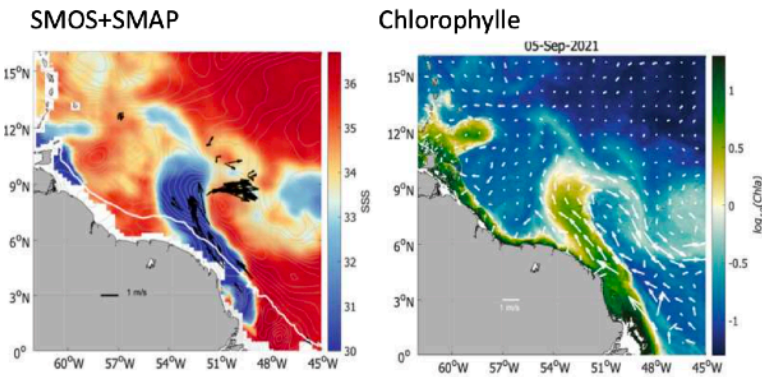 SMOS+SMAP
Chlorophylle
05-Sep-2021
15°N
12°N
9°N
6°N
3°N
0°
60°W
57°W
54°W
51°W
48°W
45°W
1 m/s
36
35
34
33
32
31
30
SSS
15°N
12°N
9°N
6°N
3°N
0°
60°W
57°W
54°W
51°W
48°W
45°W
1 m/s
1
0.5
0
-0.5
-1
(Chla)